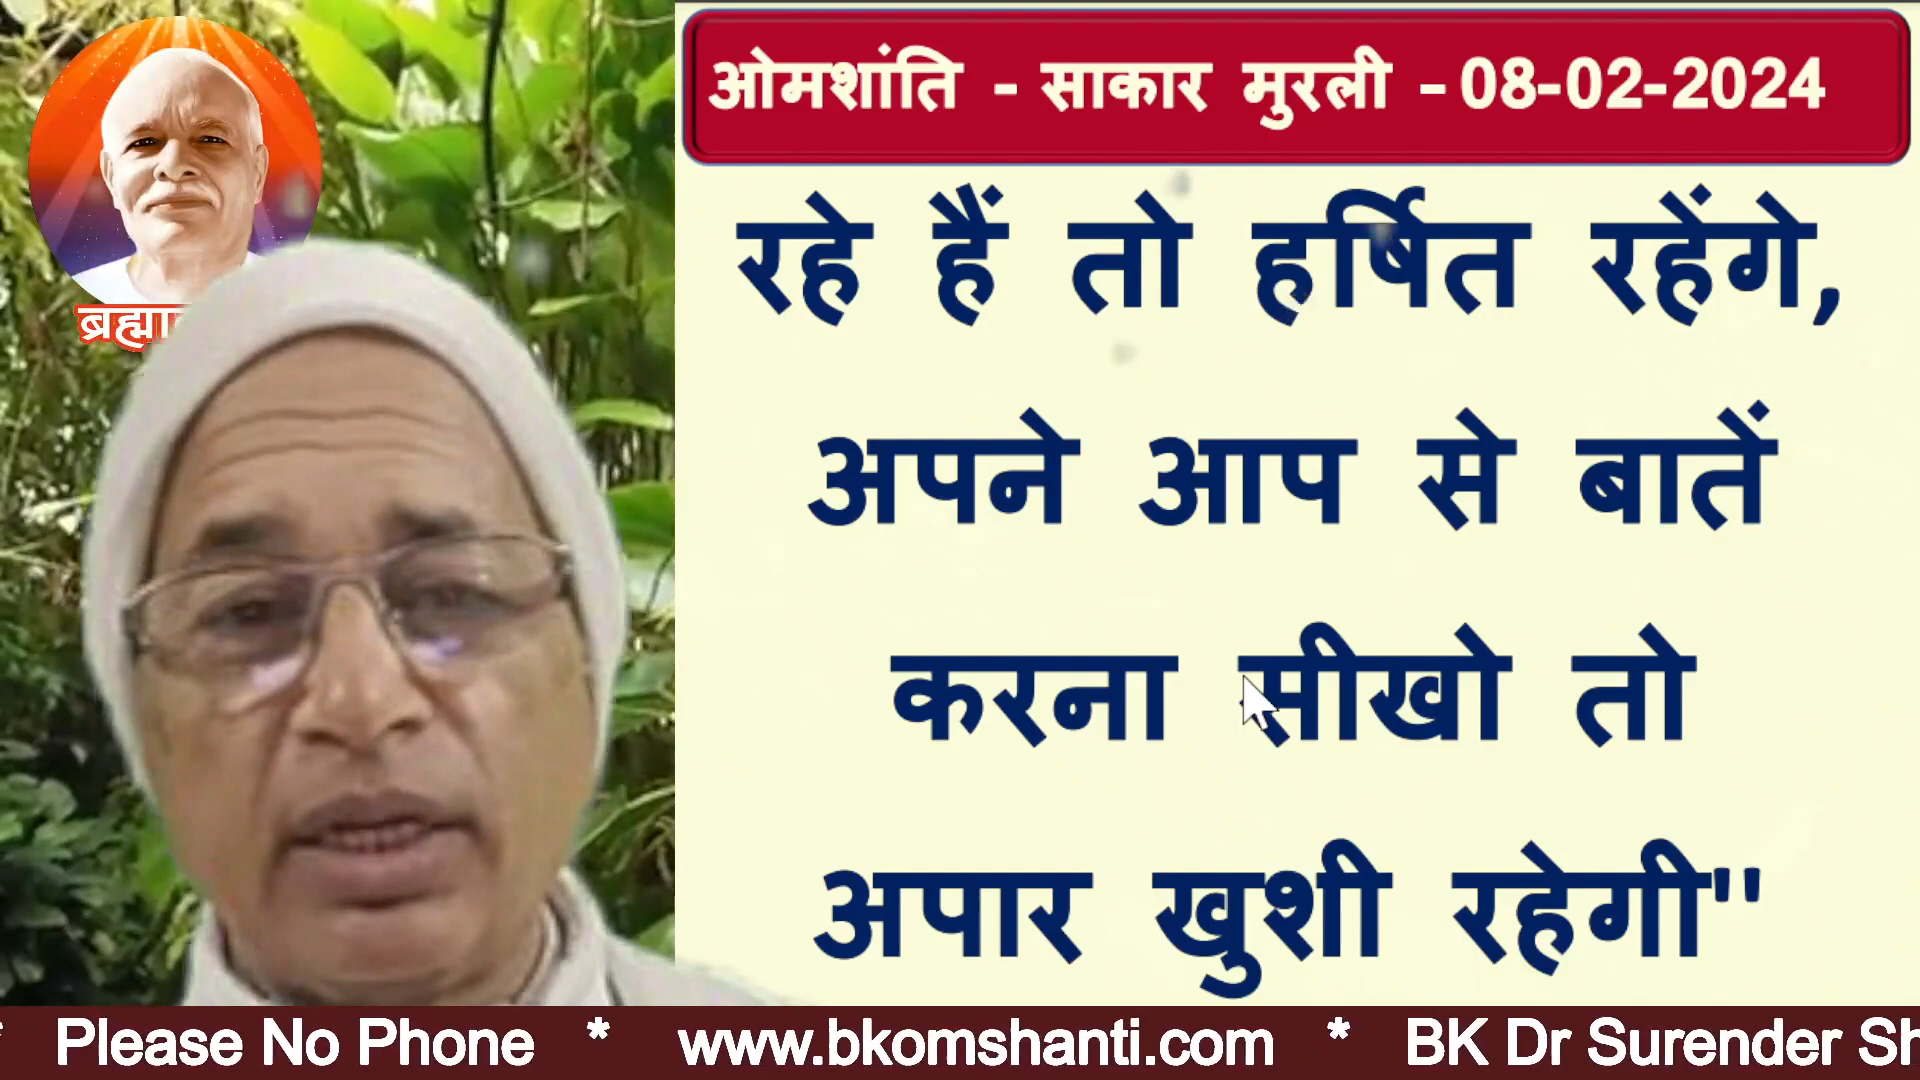 ओमशांति - साकार मुरली -08-02-2024
रहे हैं तो हर्षित रहेंगे,
अपने आप से बातें
करना सीखो तो
अपार खुशी रहेगी"
* Please No Phone * www.bkomshanti.com * BK Dr Surender